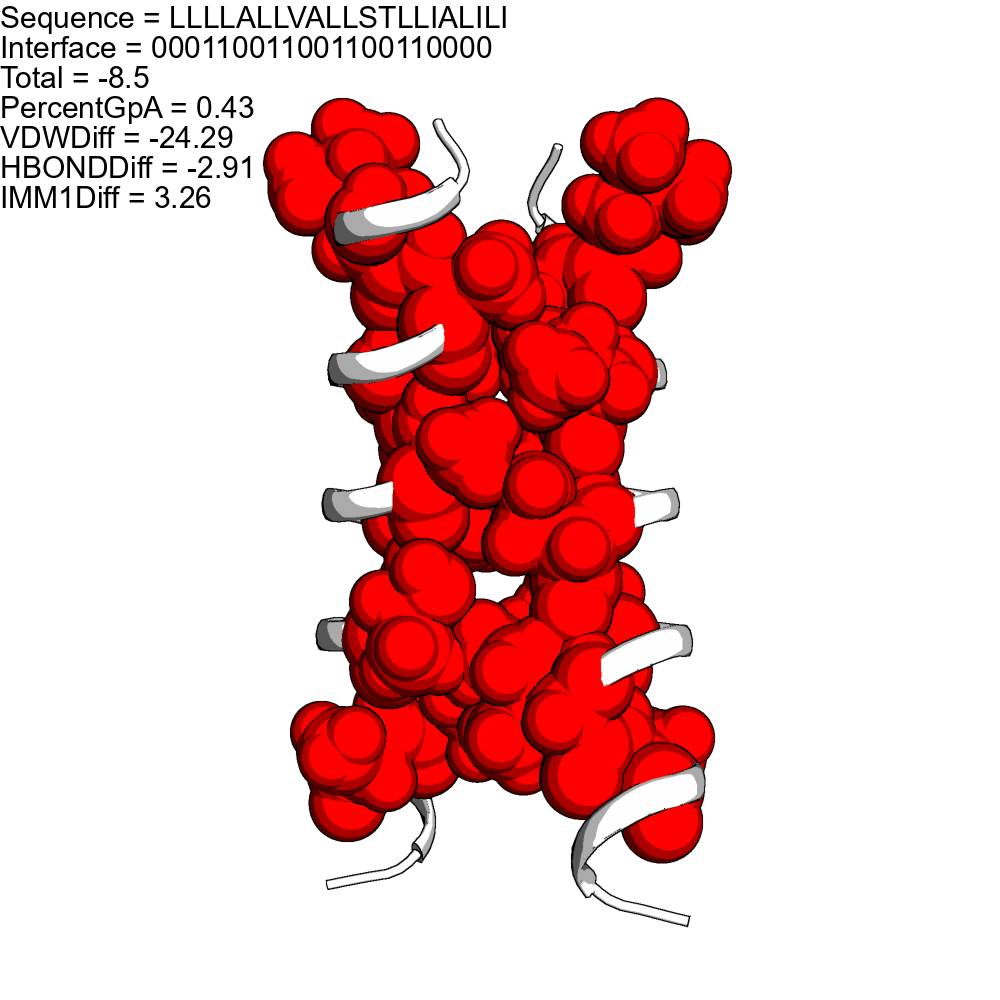 Sequence = LLLLALLVALLSTLLIALILI
Interface = 000110011001100110000
Total = -8.5
PercentGpA = 0.43
VDWDiff = -24.29
HBONDDiff = -2.91
IMM1Diff = 3.26